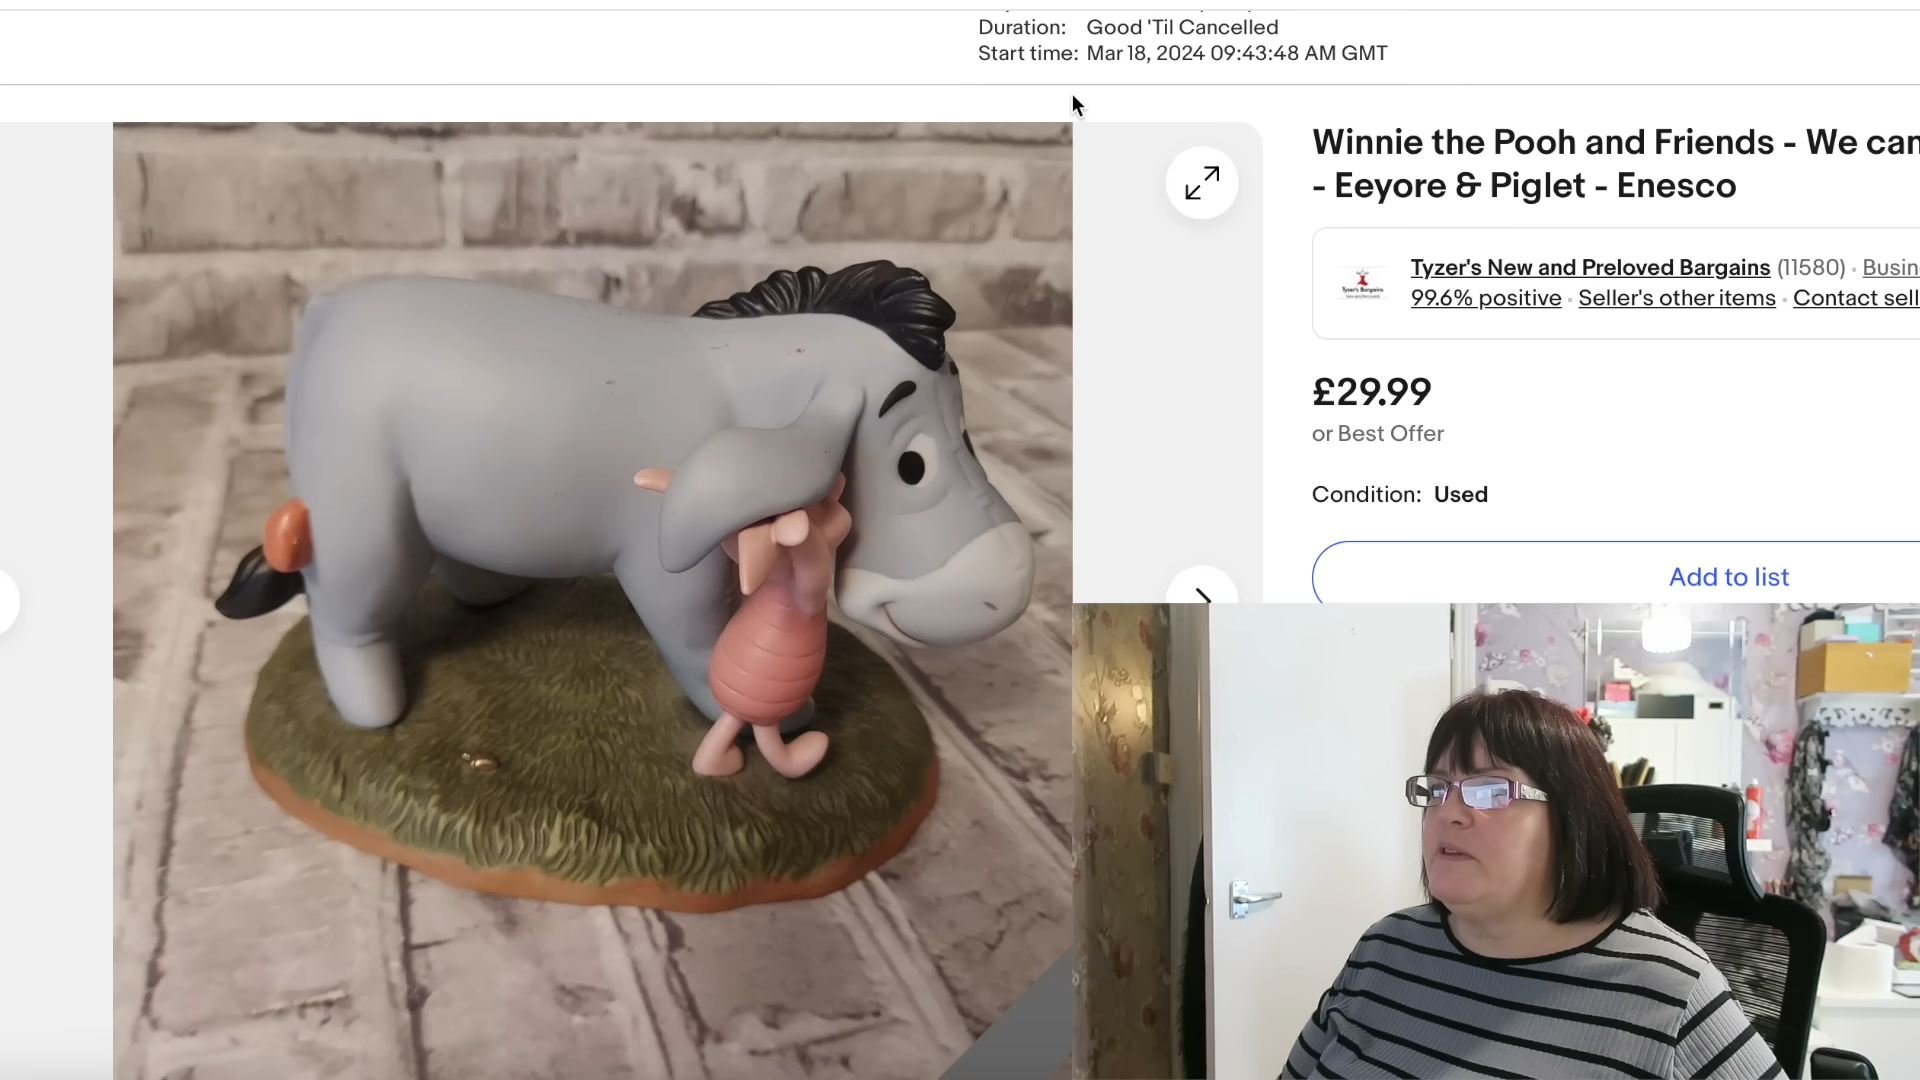 Duration: Good 'Til Cancelled
Start time: Mar 18, 2024 09:43:48 AM GMT
Winnie the Pooh and Friends - We can
- Eeyore & Piglet - Enesco
Tyzer's New and Preloved Bargains (11580) · Busin
99.6% positive · Seller's other items · Contact sell
Tyzer's Bargains
£29.99
or Best Offer
Condition: Used
Add to list